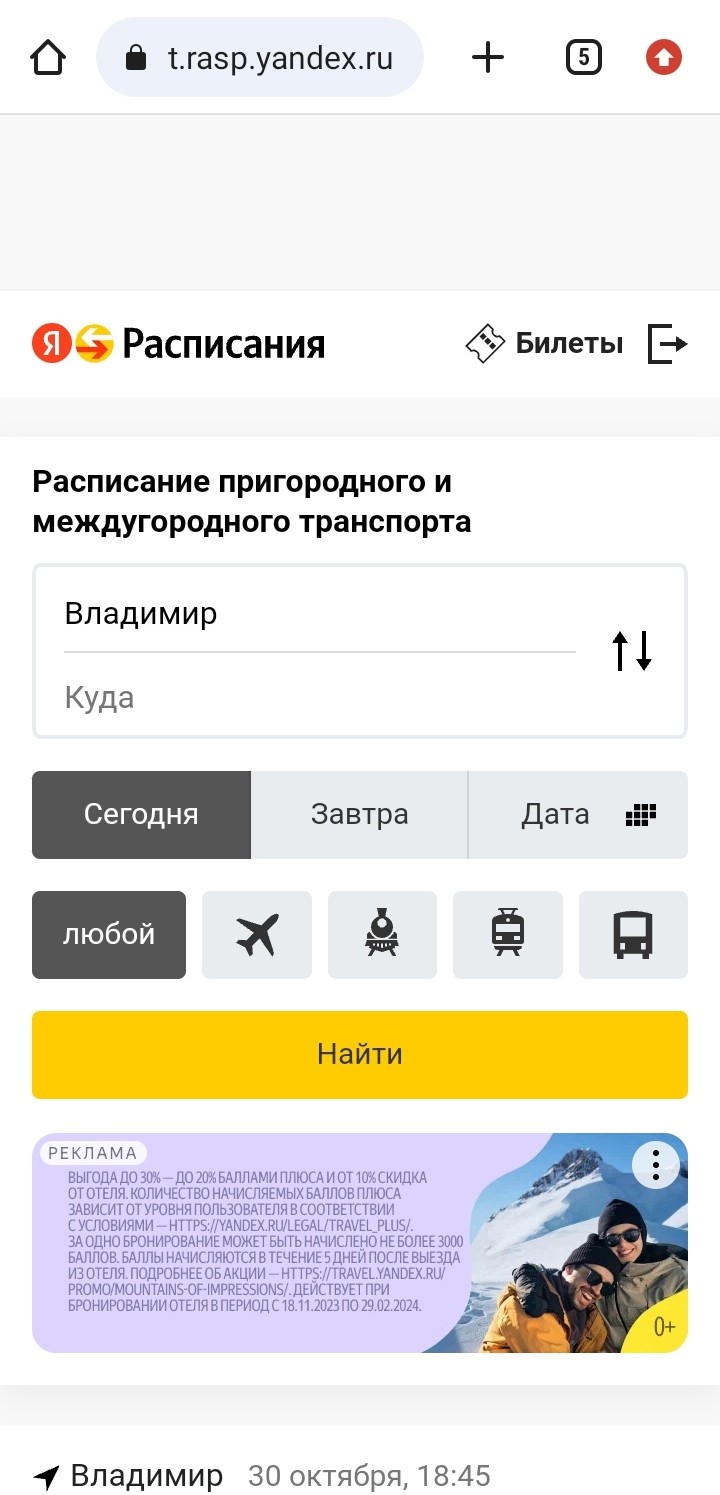 t.rasp.yandex.ru
5
Я Расписания
Билеты
Расписание пригородного и
междугородного транспорта
Владимир
Куда
Сегодня
Завтра
Дата
любой
Найти
РЕКЛАМА
ВЫГОДА ДО 30% — ДО 20% БАЛЛАМИ ПЛЮСА И ОТ 10% СКИДКА
ОТ ОТЕЛЯ. КОЛИЧЕСТВО НАЧИСЛЯЕМЫХ БАЛЛОВ ПЛЮСА
ЗАВИСИТ ОТ УРОВНЯ ПОЛЬЗОВАТЕЛЯ В СООТВЕТСТВИИ
С УСЛОВИЯМИ — HTTPS://YANDEX.RU/LEGAL/TRAVEL_PLUS/.
ЗА ОДНО БРОНИРОВАНИЕ МОЖЕТ БЫТЬ НАЧИСЛЕНО НЕ БОЛЕЕ 3000
БАЛЛОВ. БАЛЛЫ НАЧИСЛЯЮТСЯ В ТЕЧЕНИЕ 5 ДНЕЙ ПОСЛЕ ВЫЕЗДА
ИЗ ОТЕЛЯ. ПОДРОБНЕЕ ОБ АКЦИИ — HTTPS://TRAVEL.YANDEX.RU/
PROMO/MOUNTAINS-OF-IMPRESSIONS/. ДЕЙСТВУЕТ ПРИ
БРОНИРОВАНИИ ОТЕЛЯ В ПЕРИОД С 18.11.2023 ПО 29.02.2024.
0+
Владимир 30 октября, 18:45